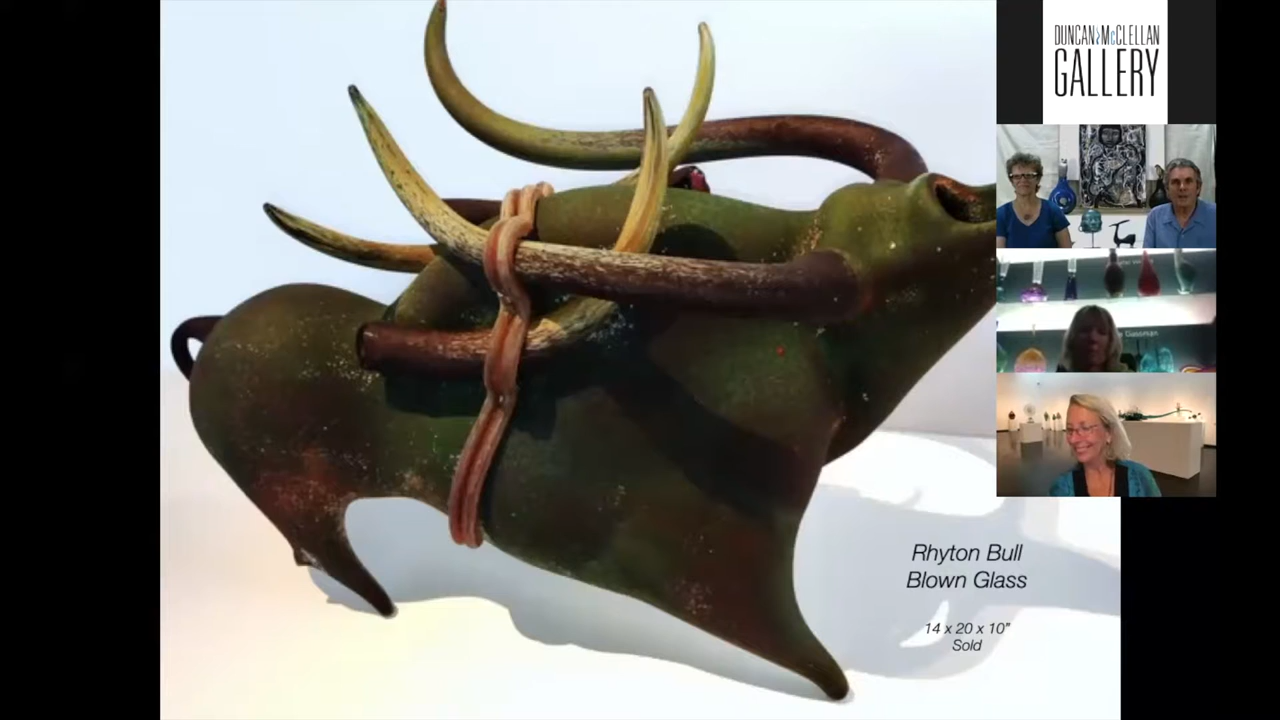 DUNCAN McCLELLAN
GALLERY
Rhyton Bull
Blown Glass
14 x 20 x 10"
Sold